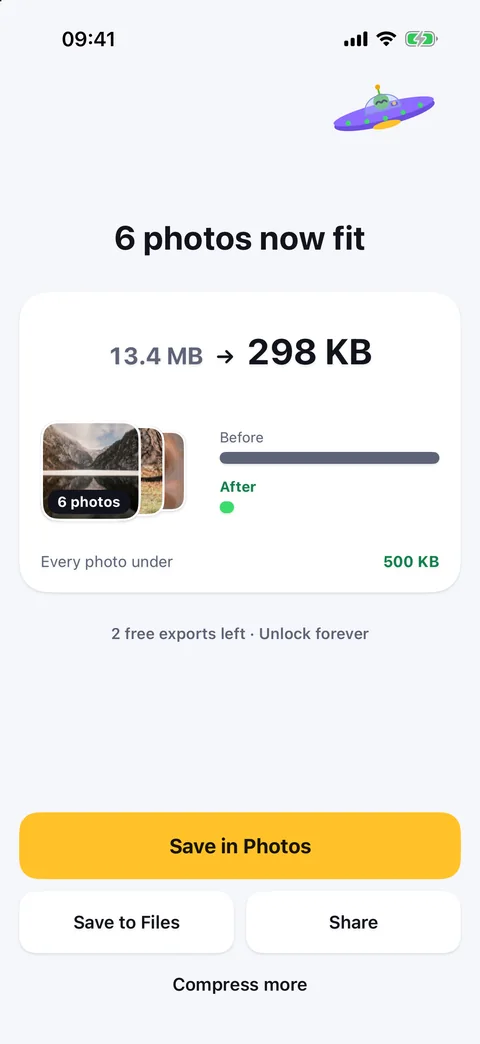 09:41
6 photos now fit
13.4 MB → 298 KB
6 photos
Before
After
Every photo under 500 KB
2 free exports left · Unlock forever
Save in Photos
Save to Files Share
Compress more